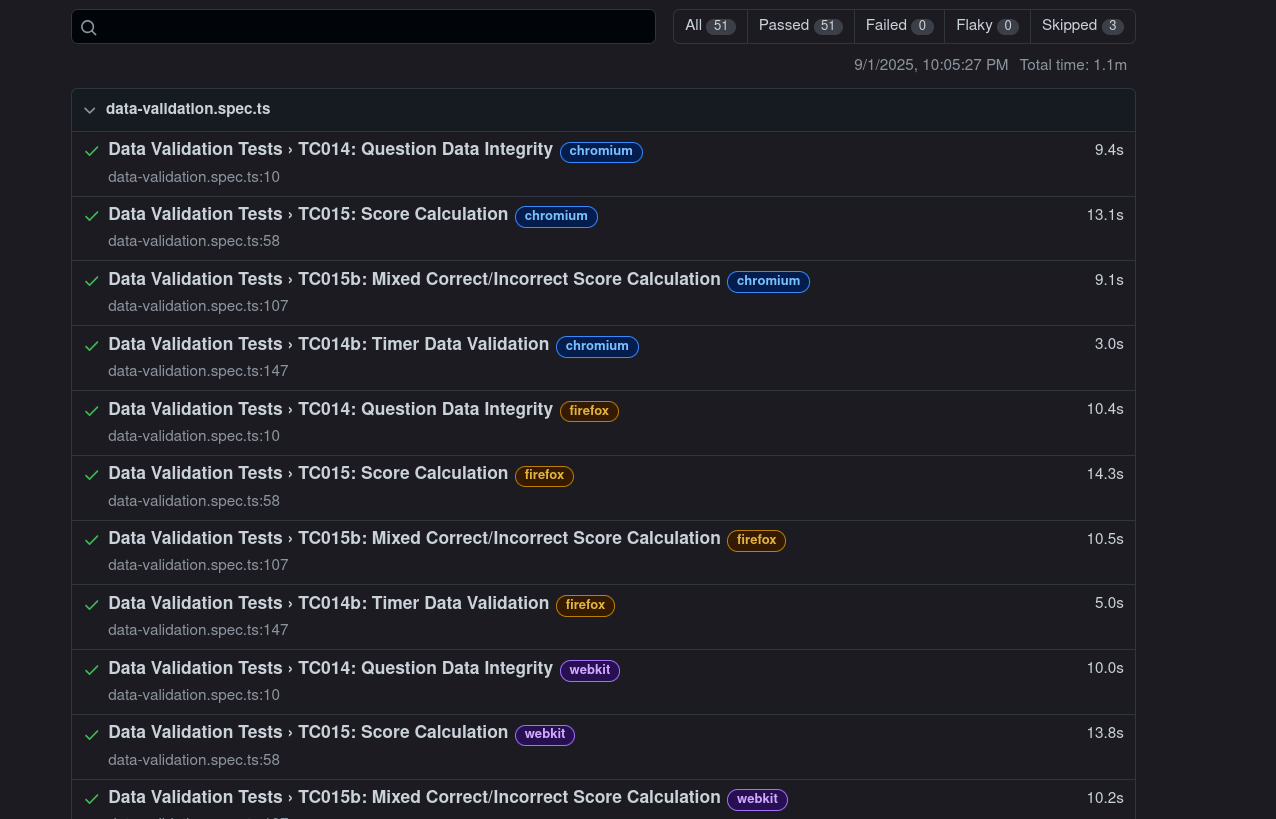 All 51 Passed 51 Failed 0 Flaky 0 Skipped 3
9/1/2025, 10:05:27 PM Total time: 1.1m
data-validation.spec.ts
Data Validation Tests › TC014: Question Data Integrity chromium 9.4s
data-validation.spec.ts:10
Data Validation Tests › TC015: Score Calculation chromium 13.1s
data-validation.spec.ts:58
Data Validation Tests › TC015b: Mixed Correct/Incorrect Score Calculation chromium 9.1s
data-validation.spec.ts:107
Data Validation Tests › TC014b: Timer Data Validation chromium 3.0s
data-validation.spec.ts:147
Data Validation Tests › TC014: Question Data Integrity firefox 10.4s
data-validation.spec.ts:10
Data Validation Tests › TC015: Score Calculation firefox 14.3s
data-validation.spec.ts:58
Data Validation Tests › TC015b: Mixed Correct/Incorrect Score Calculation firefox 10.5s
data-validation.spec.ts:107
Data Validation Tests › TC014b: Timer Data Validation firefox 5.0s
data-validation.spec.ts:147
Data Validation Tests › TC014: Question Data Integrity webkit 10.0s
data-validation.spec.ts:10
Data Validation Tests › TC015: Score Calculation webkit 13.8s
data-validation.spec.ts:58
Data Validation Tests › TC015b: Mixed Correct/Incorrect Score Calculation webkit 10.2s